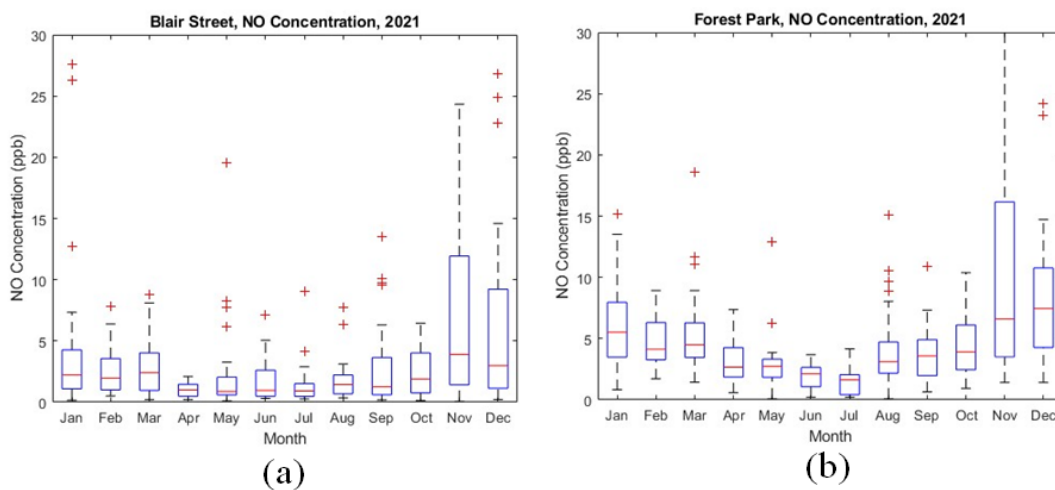 Blair Street, NO Concentration, 2021
30
25
20
15
10
5
0
NO Concentration (ppb)
Jan Feb Mar Apr May Jun Jul Aug Sep Oct Nov Dec
Month
(a)
Forest Park, NO Concentration, 2021
30
25
20
15
10
5
0
NO Concentration (ppb)
Jan Feb Mar Apr May Jun Jul Aug Sep Oct Nov Dec
Month
(b)